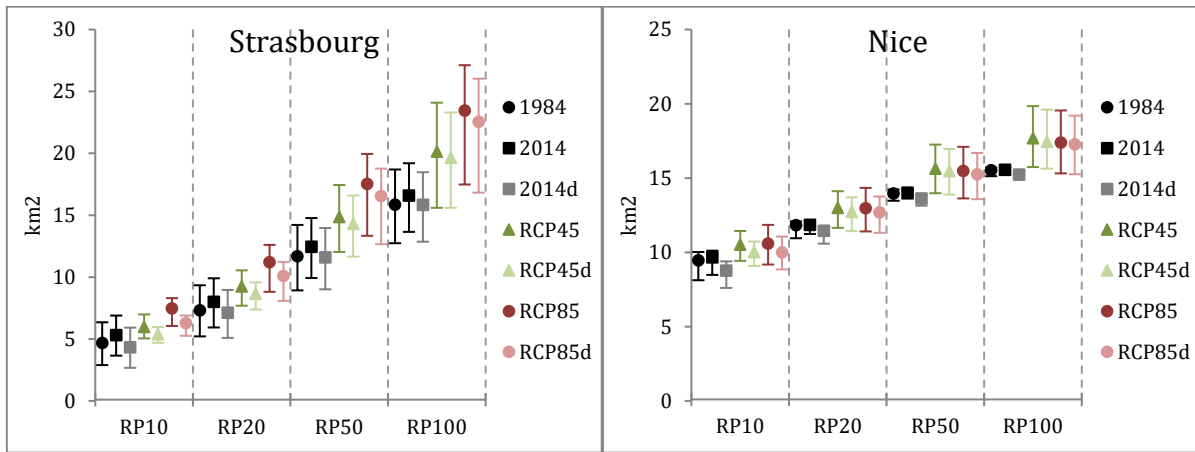 Strasbourg
30
25
20
15
10
5
0
km2
RP10 RP20 RP50 RP100
1984
2014
2014d
RCP45
RCP45d
RCP85
RCP85d
Nice
25
20
15
10
5
0
km2
RP10 RP20 RP50 RP100
1984
2014
2014d
RCP45
RCP45d
RCP85
RCP85d